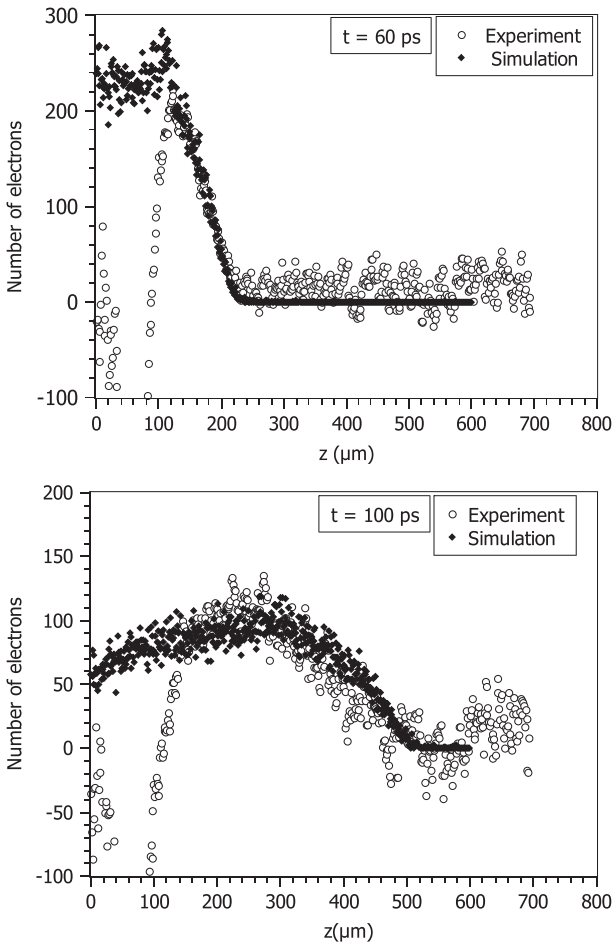 300
t = 60 ps
Experiment
Simulation
200
100
0
-100
Number of electrons
0 100 200 300 400 500 600 700 800
z (μm)
200
t = 100 ps
Experiment
Simulation
150
100
50
0
-50
-100
Number of electrons
0 100 200 300 400 500 600 700 800
z(μm)